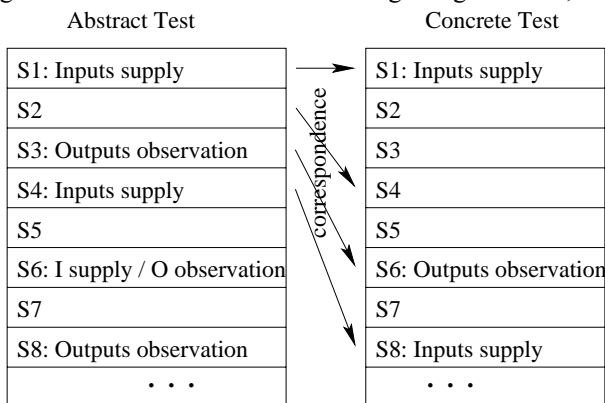 Abstract Test
Concrete Test
S1: Inputs supply
S2
S3: Outputs observation
S4: Inputs supply
S5
S6: I supply / O observation
S7
S8: Outputs observation
. . .
correspondence
S1: Inputs supply
S2
S3
S4
S5
S6: Outputs observation
S7
S8: Inputs supply
. . .